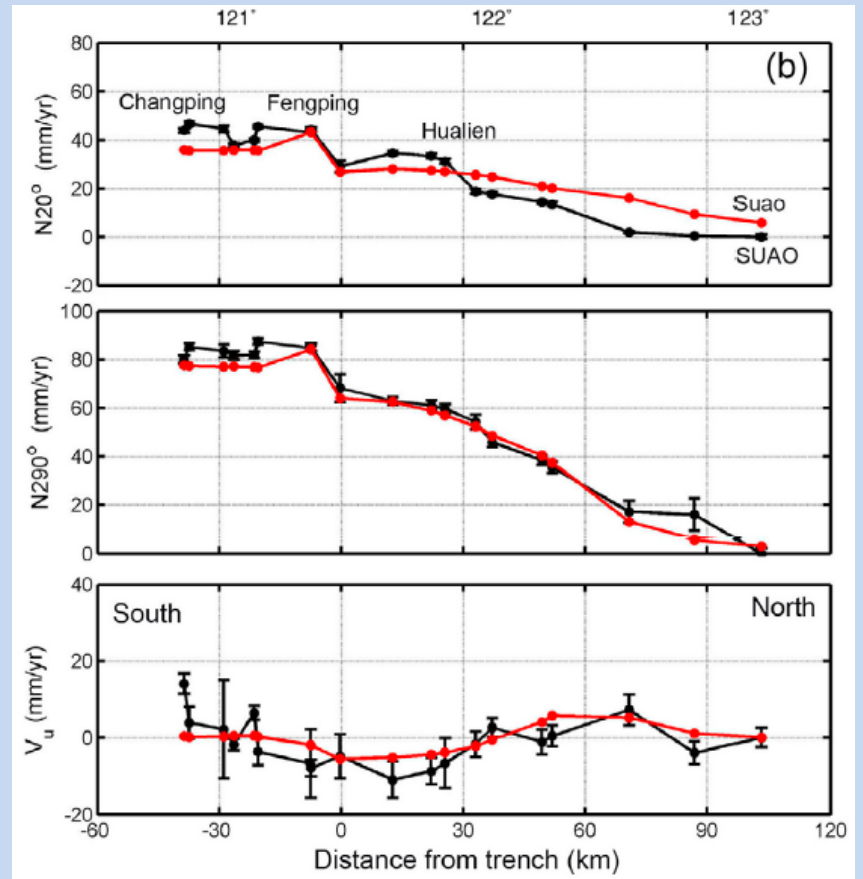 121° 122° 123°
(b)
80
60
40
20
0
-20
N20° (mm/yr)
Changping Fengping
Hualien
Suao
SUAO
100
80
60
40
20
0
N290° (mm/yr)
40
20
0
-20
Vu (mm/yr)
South North
-60 -30 0 30 60 90 120
Distance from trench (km)